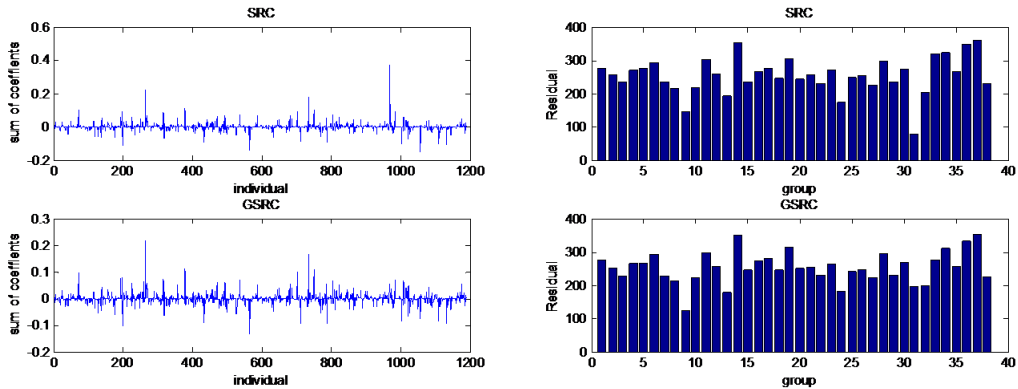 SRC
0.6
0.4
0.2
0
-0.2
sum of coeffients
0 200 400 600 800 1000 1200
individual
SRC
400
300
200
100
0
Residual
0 5 10 15 20 25 30 35 40
group
GSRC
0.3
0.2
0.1
0
-0.1
-0.2
sum of coeffients
0 200 400 600 800 1000 1200
individual
GSRC
400
300
200
100
0
Residual
0 5 10 15 20 25 30 35 40
group